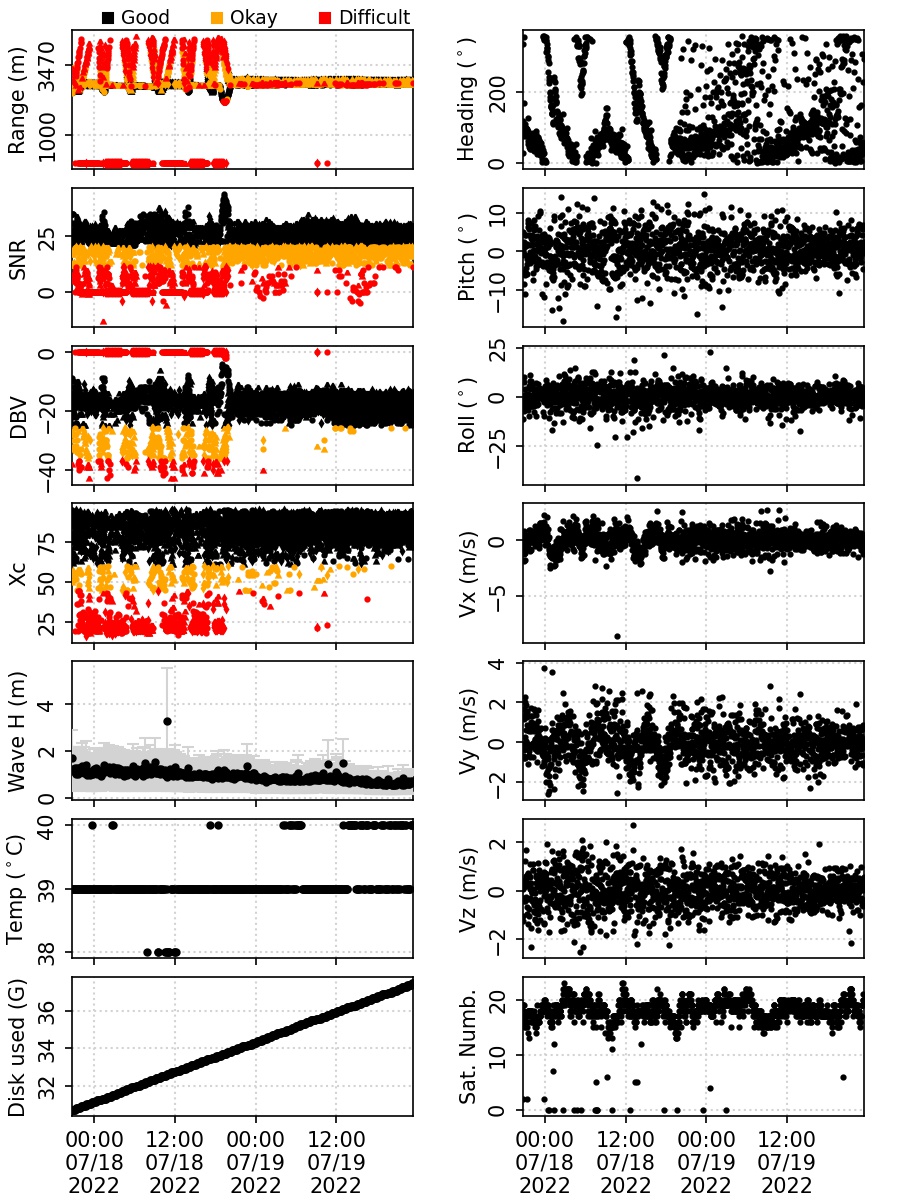 Good Okay Difficult
Range (m)
3470
1000
SNR
25
0
DBV
0
−20
−40
Xc
75
50
25
Wave H (m)
4
2
0
Temp (°C)
40
39
38
Disk used (G)
36
34
32
00:00 12:00 00:00 12:00
07/18 07/18 07/19 07/19
2022 2022 2022 2022
Heading (°)
200
0
Pitch (°)
10
0
−10
Roll (°)
25
0
−25
Vx (m/s)
0
−5
Vy (m/s)
4
2
0
−2
Vz (m/s)
2
0
−2
Sat. Numb.
20
10
0
00:00 12:00 00:00 12:00
07/18 07/18 07/19 07/19
2022 2022 2022 2022